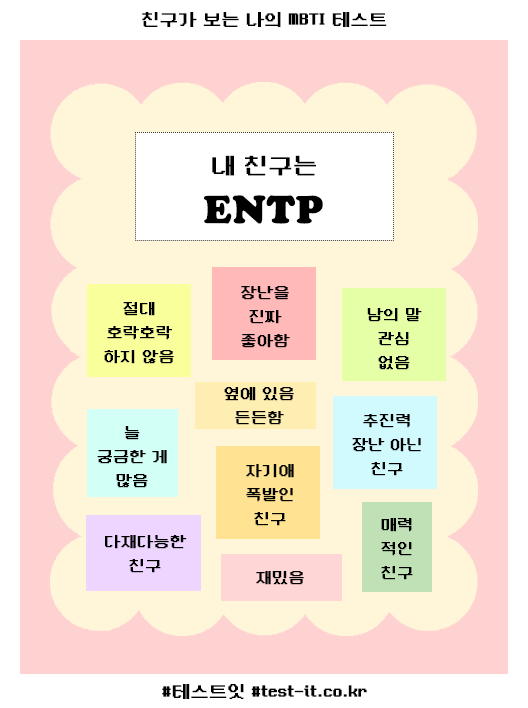 친구가 보는 나의 MBTI 테스트
내 친구는
ENTP
절대
호락호락
하지 않음
장난을
진짜
좋아함
남의 말
관심
없음
옆에 있음
든든함
늘
궁금한 게
많음
추진력
장난 아닌
친구
자기애
폭발인
친구
다재다능한
친구
재밌음
매력
적인
친구
#테스트잇 #test-it.co.kr